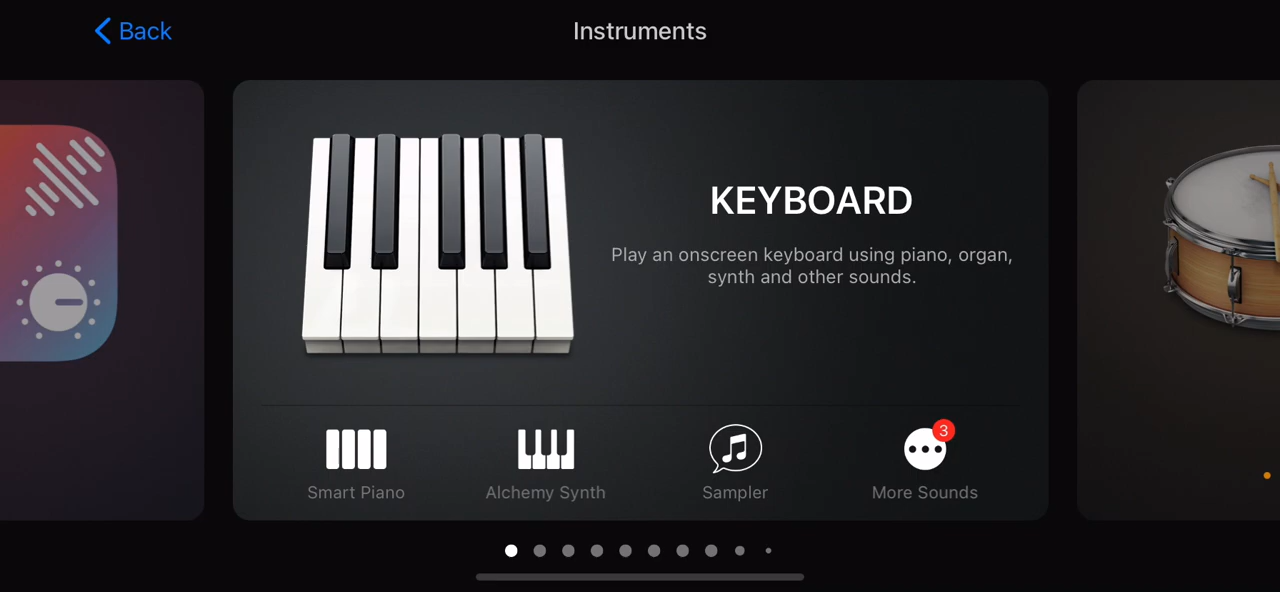 Back
Instruments
KEYBOARD
Play an onscreen keyboard using piano, organ,
synth and other sounds.
3
Smart Piano
Alchemy Synth
Sampler
More Sounds